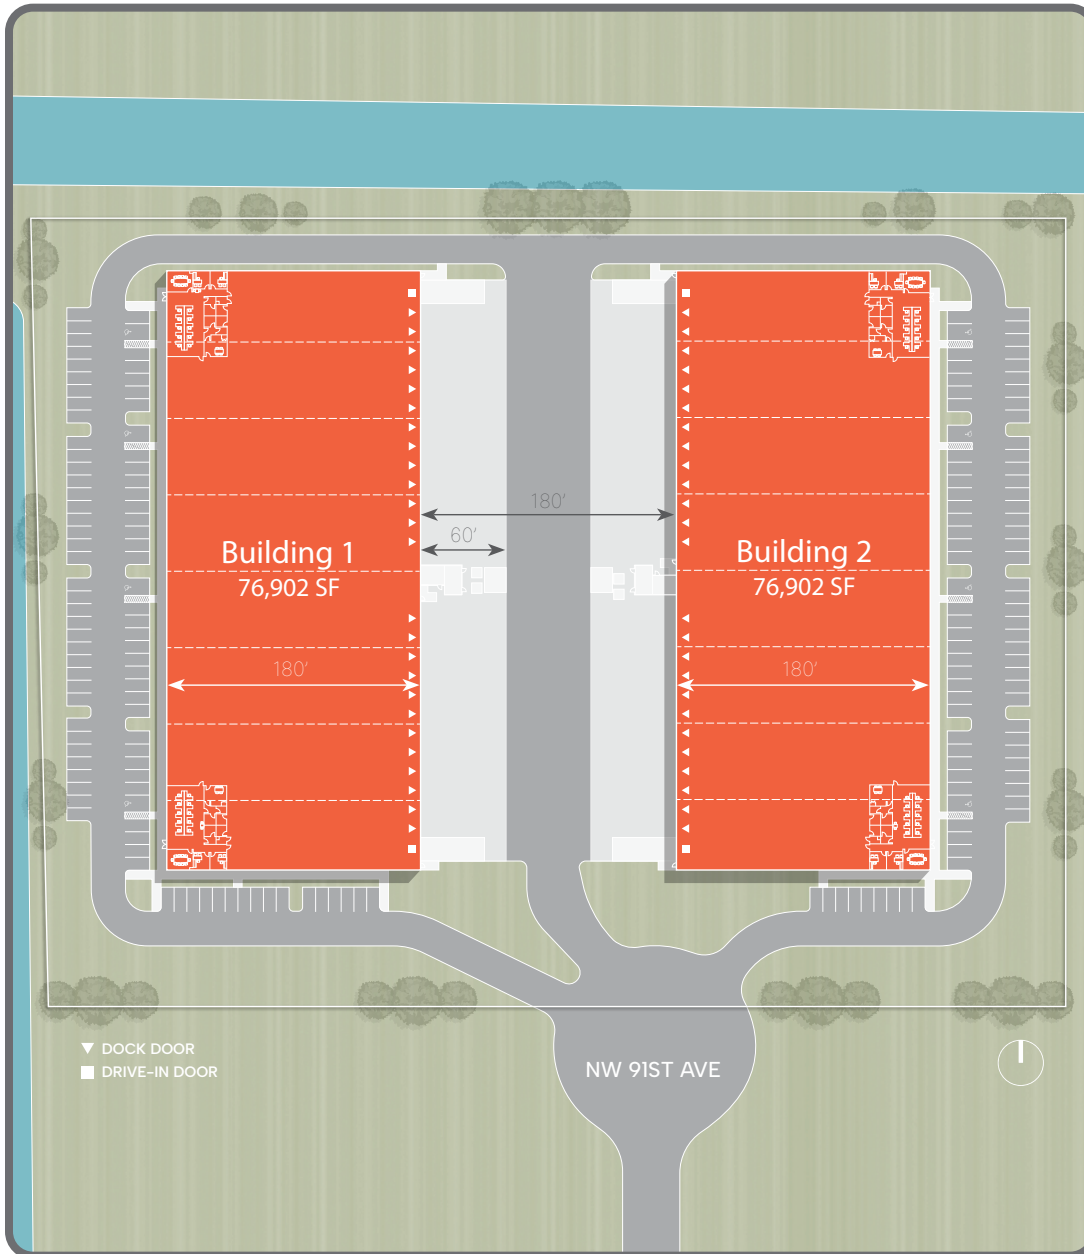 180’
60’
Building 1
76,902 SF
Building 2
76,902 SF
180’
180’
DOCK DOOR
DRIVE-IN DOOR
NW 91ST AVE